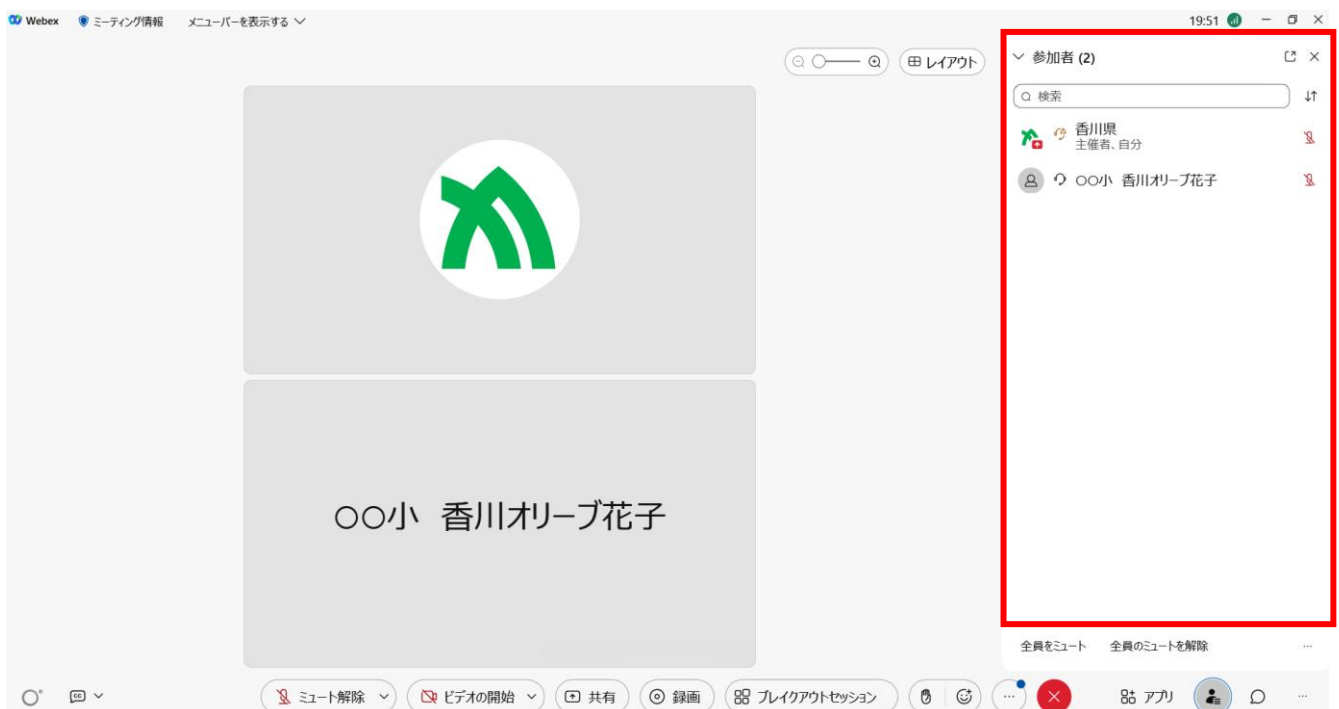 Webex ミーティング情報 メニューバーを表示する 19:51
レイアウト
参加者 (2)
検索
香川県
主催者、自分
○○小 香川オリーブ花子
○○小 香川オリーブ花子
全員をミュート 全員のミュートを解除 ...
CC ミュート解除 ビデオの開始 共有 録画 ブレイクアウトセッション ... アプリ ...